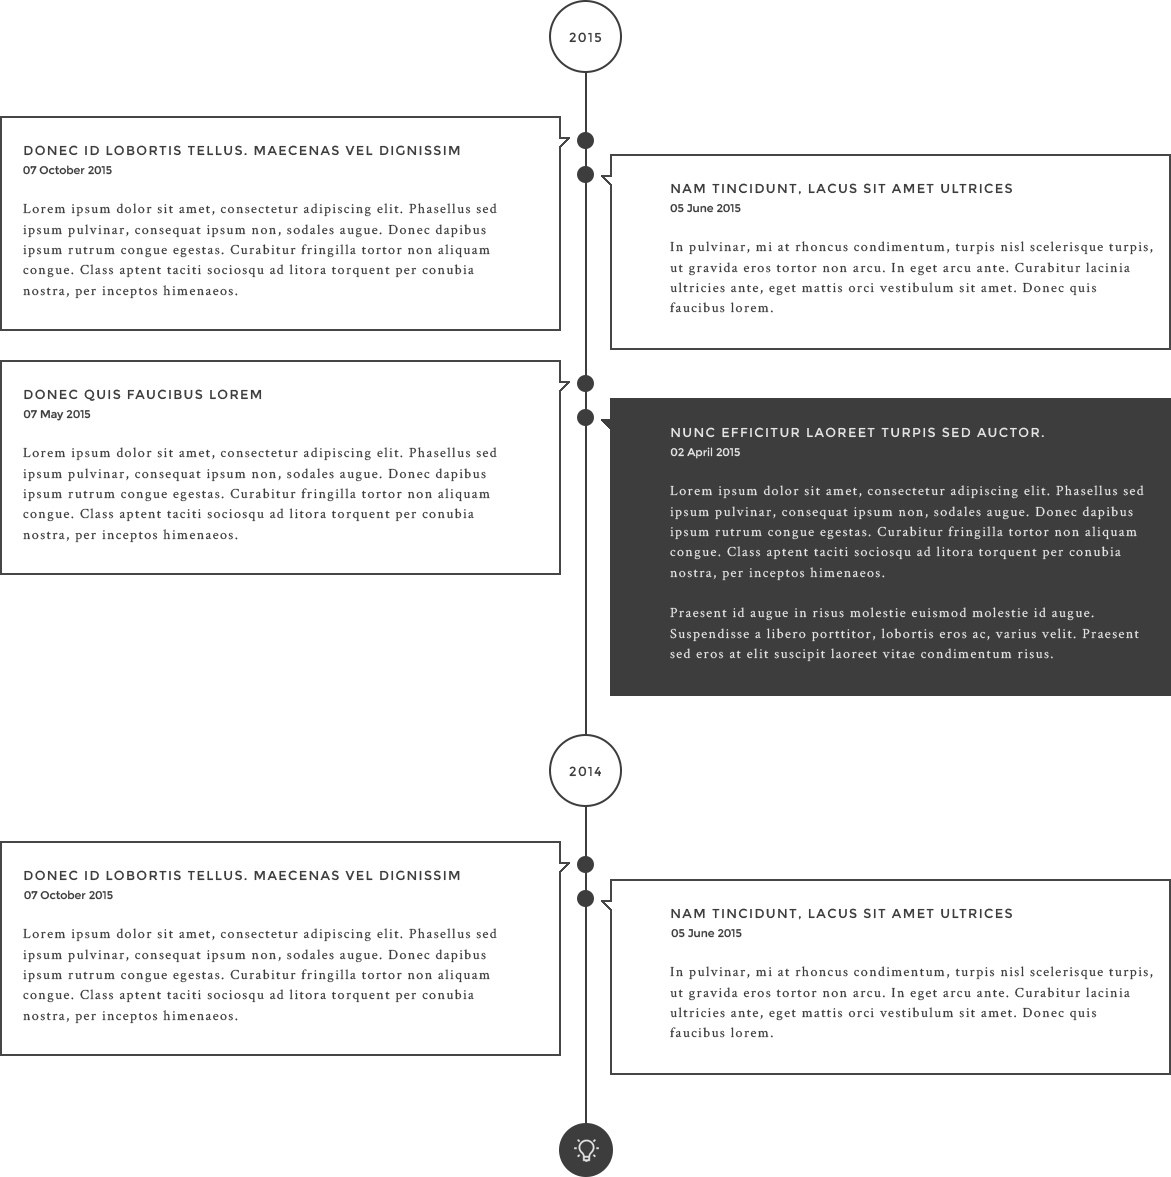 2015
DONEC ID LOBORTIS TELLUS. MAECENAS VEL DIGNISSIM
07 October 2015
Lorem ipsum dolor sit amet, consectetur adipiscing elit. Phasellus sed
ipsum pulvinar, consequat ipsum non, sodales augue. Donec dapibus
ipsum rutrum congue egestas. Curabitur fringilla tortor non aliquam
congue. Class aptent taciti sociosqu ad litora torquent per conubia
nostra, per inceptos himenaeos.
NAM TINCIDUNT, LACUS SIT AMET ULTRICES
05 June 2015
In pulvinar, mi at rhoncus condimentum, turpis nisl scelerisque turpis,
ut gravida eros tortor non arcu. In eget arcu ante. Curabitur lacinia
ultricies ante, eget mattis orci vestibulum sit amet. Donec quis
faucibus lorem.
DONEC QUIS FAUCIBUS LOREM
07 May 2015
Lorem ipsum dolor sit amet, consectetur adipiscing elit. Phasellus sed
ipsum pulvinar, consequat ipsum non, sodales augue. Donec dapibus
ipsum rutrum congue egestas. Curabitur fringilla tortor non aliquam
congue. Class aptent taciti sociosqu ad litora torquent per conubia
nostra, per inceptos himenaeos.
NUNC EFFICITUR LAOREET TURPIS SED AUCTOR.
02 April 2015
Lorem ipsum dolor sit amet, consectetur adipiscing elit. Phasellus sed
ipsum pulvinar, consequat ipsum non, sodales augue. Donec dapibus
ipsum rutrum congue egestas. Curabitur fringilla tortor non aliquam
congue. Class aptent taciti sociosqu ad litora torquent per conubia
nostra, per inceptos himenaeos.
Praesent id augue in risus molestie euismod molestie id augue.
Suspendisse a libero porttitor, lobortis eros ac, varius velit. Praesent
sed eros at elit suscipit laoreet vitae condimentum risus.
2014
DONEC ID LOBORTIS TELLUS. MAECENAS VEL DIGNISSIM
07 October 2015
Lorem ipsum dolor sit amet, consectetur adipiscing elit. Phasellus sed
ipsum pulvinar, consequat ipsum non, sodales augue. Donec dapibus
ipsum rutrum congue egestas. Curabitur fringilla tortor non aliquam
congue. Class aptent taciti sociosqu ad litora torquent per conubia
nostra, per inceptos himenaeos.
NAM TINCIDUNT, LACUS SIT AMET ULTRICES
05 June 2015
In pulvinar, mi at rhoncus condimentum, turpis nisl scelerisque turpis,
ut gravida eros tortor non arcu. In eget arcu ante. Curabitur lacinia
ultricies ante, eget mattis orci vestibulum sit amet. Donec quis
faucibus lorem.